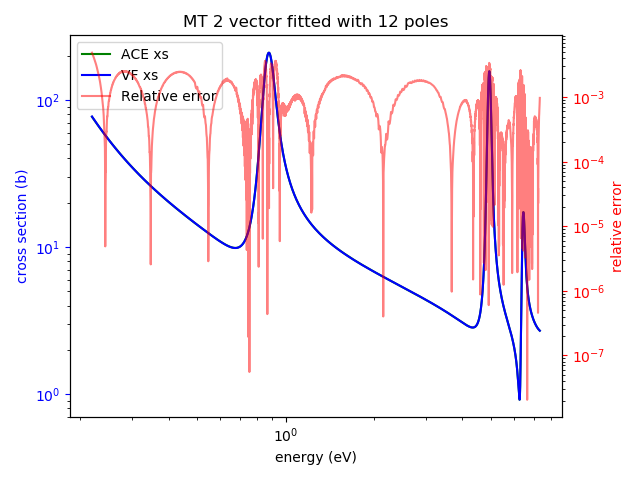 MT 2 vector fitted with 12 poles
ACE xs
VF xs
Relative error
cross section (b)
10²
10¹
10⁰
10⁰
energy (eV)
10⁻³
10⁻⁴
10⁻⁵
10⁻⁶
10⁻⁷
relative error